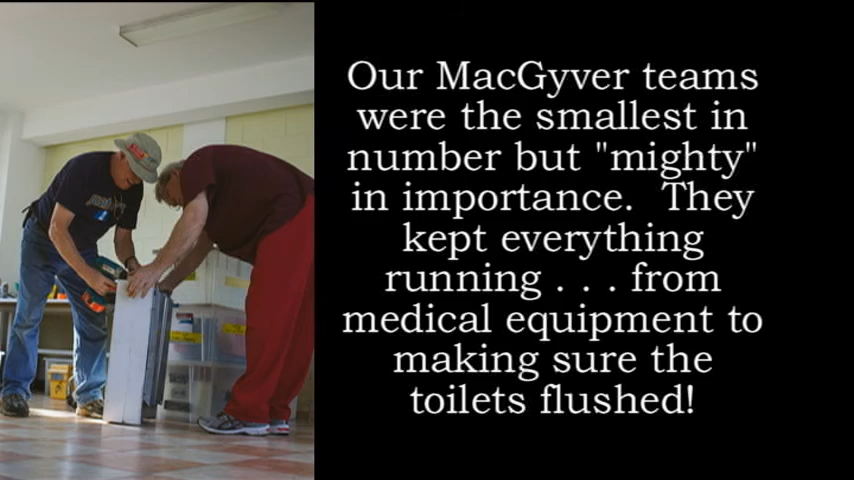 Our MacGyver teams
were the smallest in
number but "mighty"
in importance.  They
kept everything
running . . . from
medical equipment to
making sure the
toilets flushed!